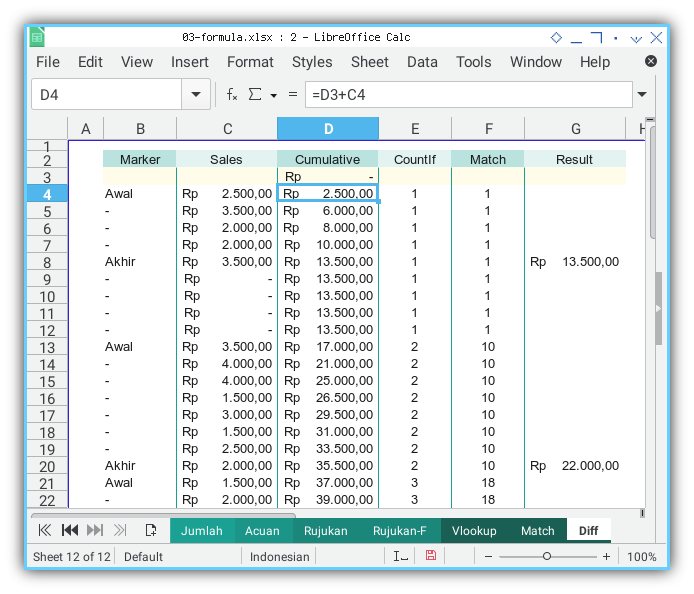 03-formula.xlsx : 2 - LibreOffice Calc
File Edit View Insert Format Styles Sheet Data Tools Window Help
D4 fx Σ = =D3+C4
A B C D E F G H
1
2 Marker Sales Cumulative CountIf Match Result
3 Rp -
4 Awal Rp 2.500,00 Rp 2.500,00 1 1
5 - Rp 3.500,00 Rp 6.000,00 1 1
6 - Rp 2.000,00 Rp 8.000,00 1 1
7 - Rp 2.000,00 Rp 10.000,00 1 1
8 Akhir Rp 3.500,00 Rp 13.500,00 1 1 Rp 13.500,00
9 - Rp - Rp 13.500,00 1 1
10 - Rp - Rp 13.500,00 1 1
11 - Rp - Rp 13.500,00 1 1
12 - Rp - Rp 13.500,00 1 1
13 Awal Rp 3.500,00 Rp 17.000,00 2 10
14 - Rp 4.000,00 Rp 21.000,00 2 10
15 - Rp 4.000,00 Rp 25.000,00 2 10
16 - Rp 1.500,00 Rp 26.500,00 2 10
17 - Rp 3.000,00 Rp 29.500,00 2 10
18 - Rp 1.500,00 Rp 31.000,00 2 10
19 - Rp 2.500,00 Rp 33.500,00 2 10
20 Akhir Rp 2.000,00 Rp 35.500,00 2 10 Rp 22.000,00
21 Awal Rp 1.500,00 Rp 37.000,00 3 18
22 - Rp 2.000,00 Rp 39.000,00 3 18
Jumlah Acuan Rujukan Rujukan-F Vlookup Match Diff
Sheet 12 of 12 Default Indonesian 100%